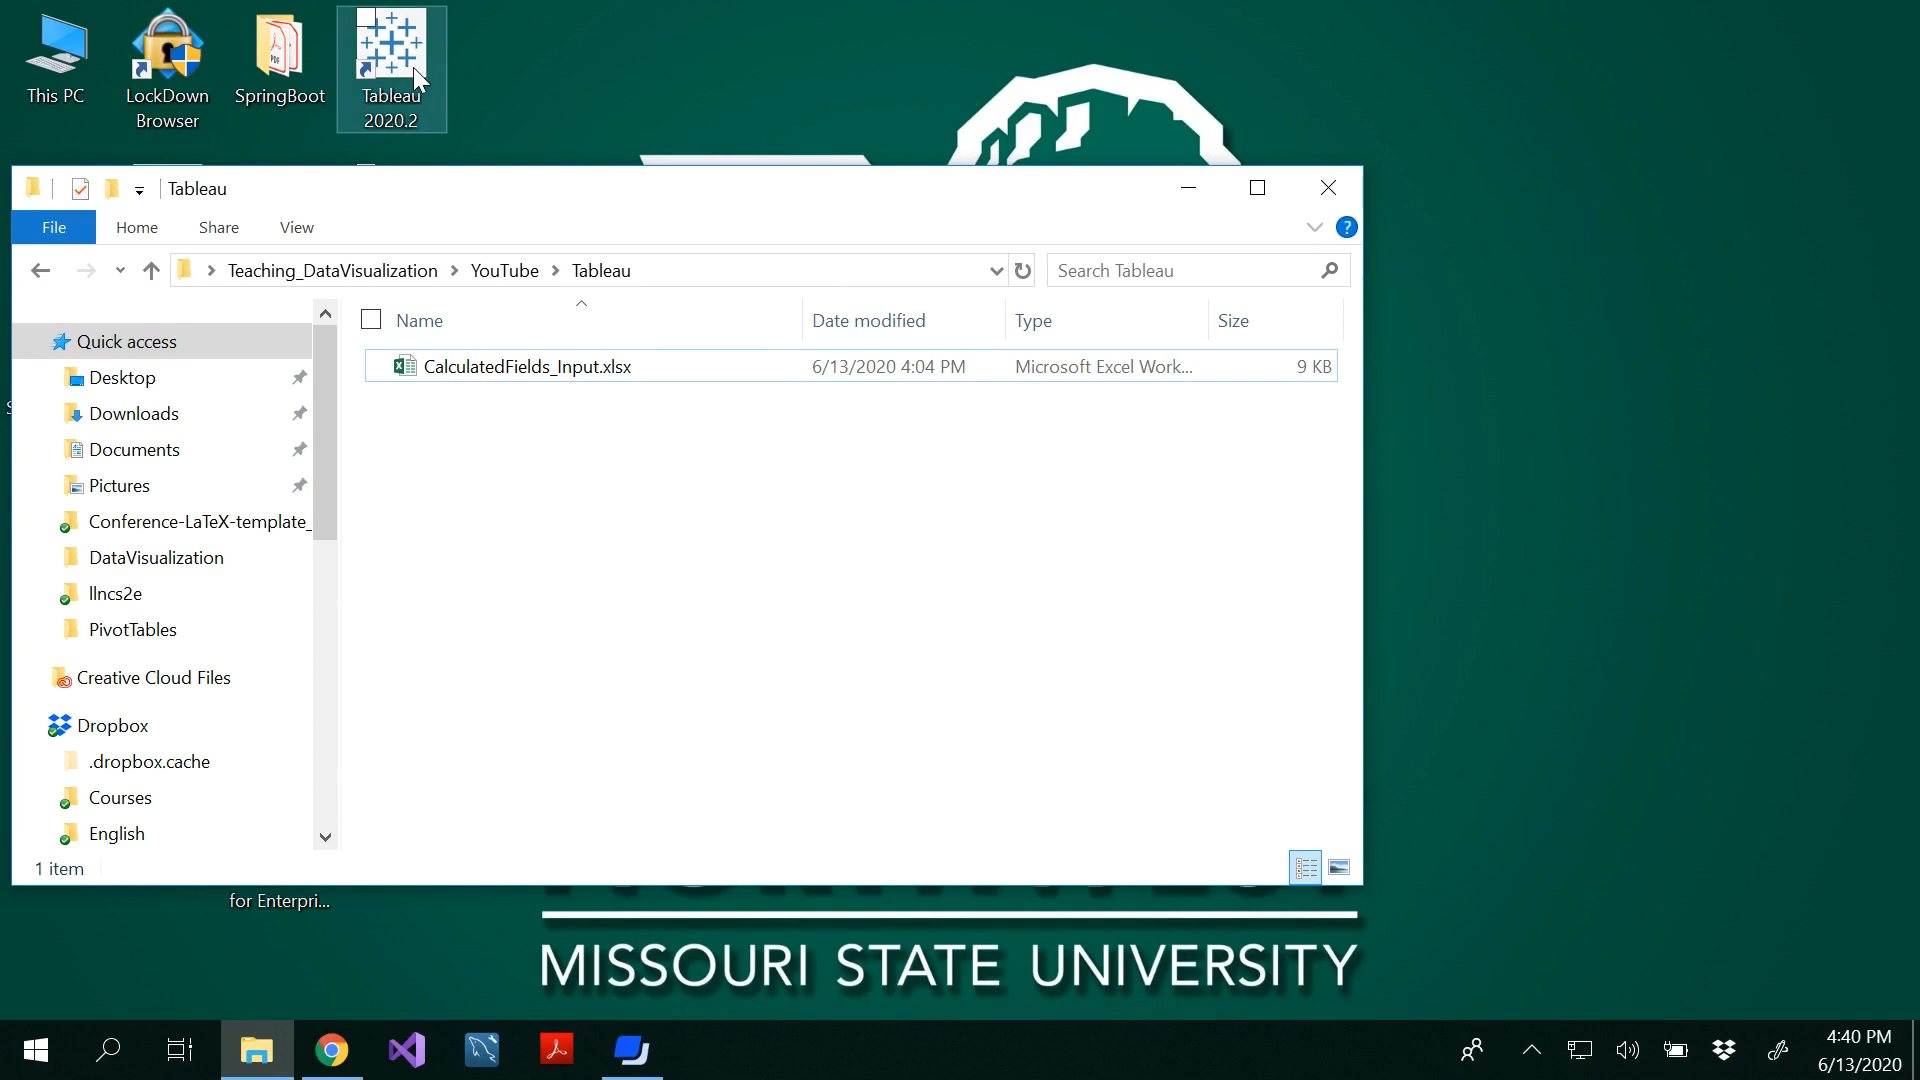 This PC
LockDown
Browser
SpringBoot
Tableau
2020.2
Tableau
File
Home
Share
View
Teaching_DataVisualization
YouTube
Tableau
Search Tableau
Name
Date modified
Type
Size
CalculatedFields_Input.xlsx
6/13/2020 4:04 PM
Microsoft Excel Work...
9 KB
Quick access
Desktop
Downloads
Documents
Pictures
Conference-LaTeX-template_
DataVisualization
llncs2e
PivotTables
Creative Cloud Files
Dropbox
.dropbox.cache
Courses
English
1 item
for Enterpri...
MISSOURI STATE UNIVERSITY
4:40 PM
6/13/2020